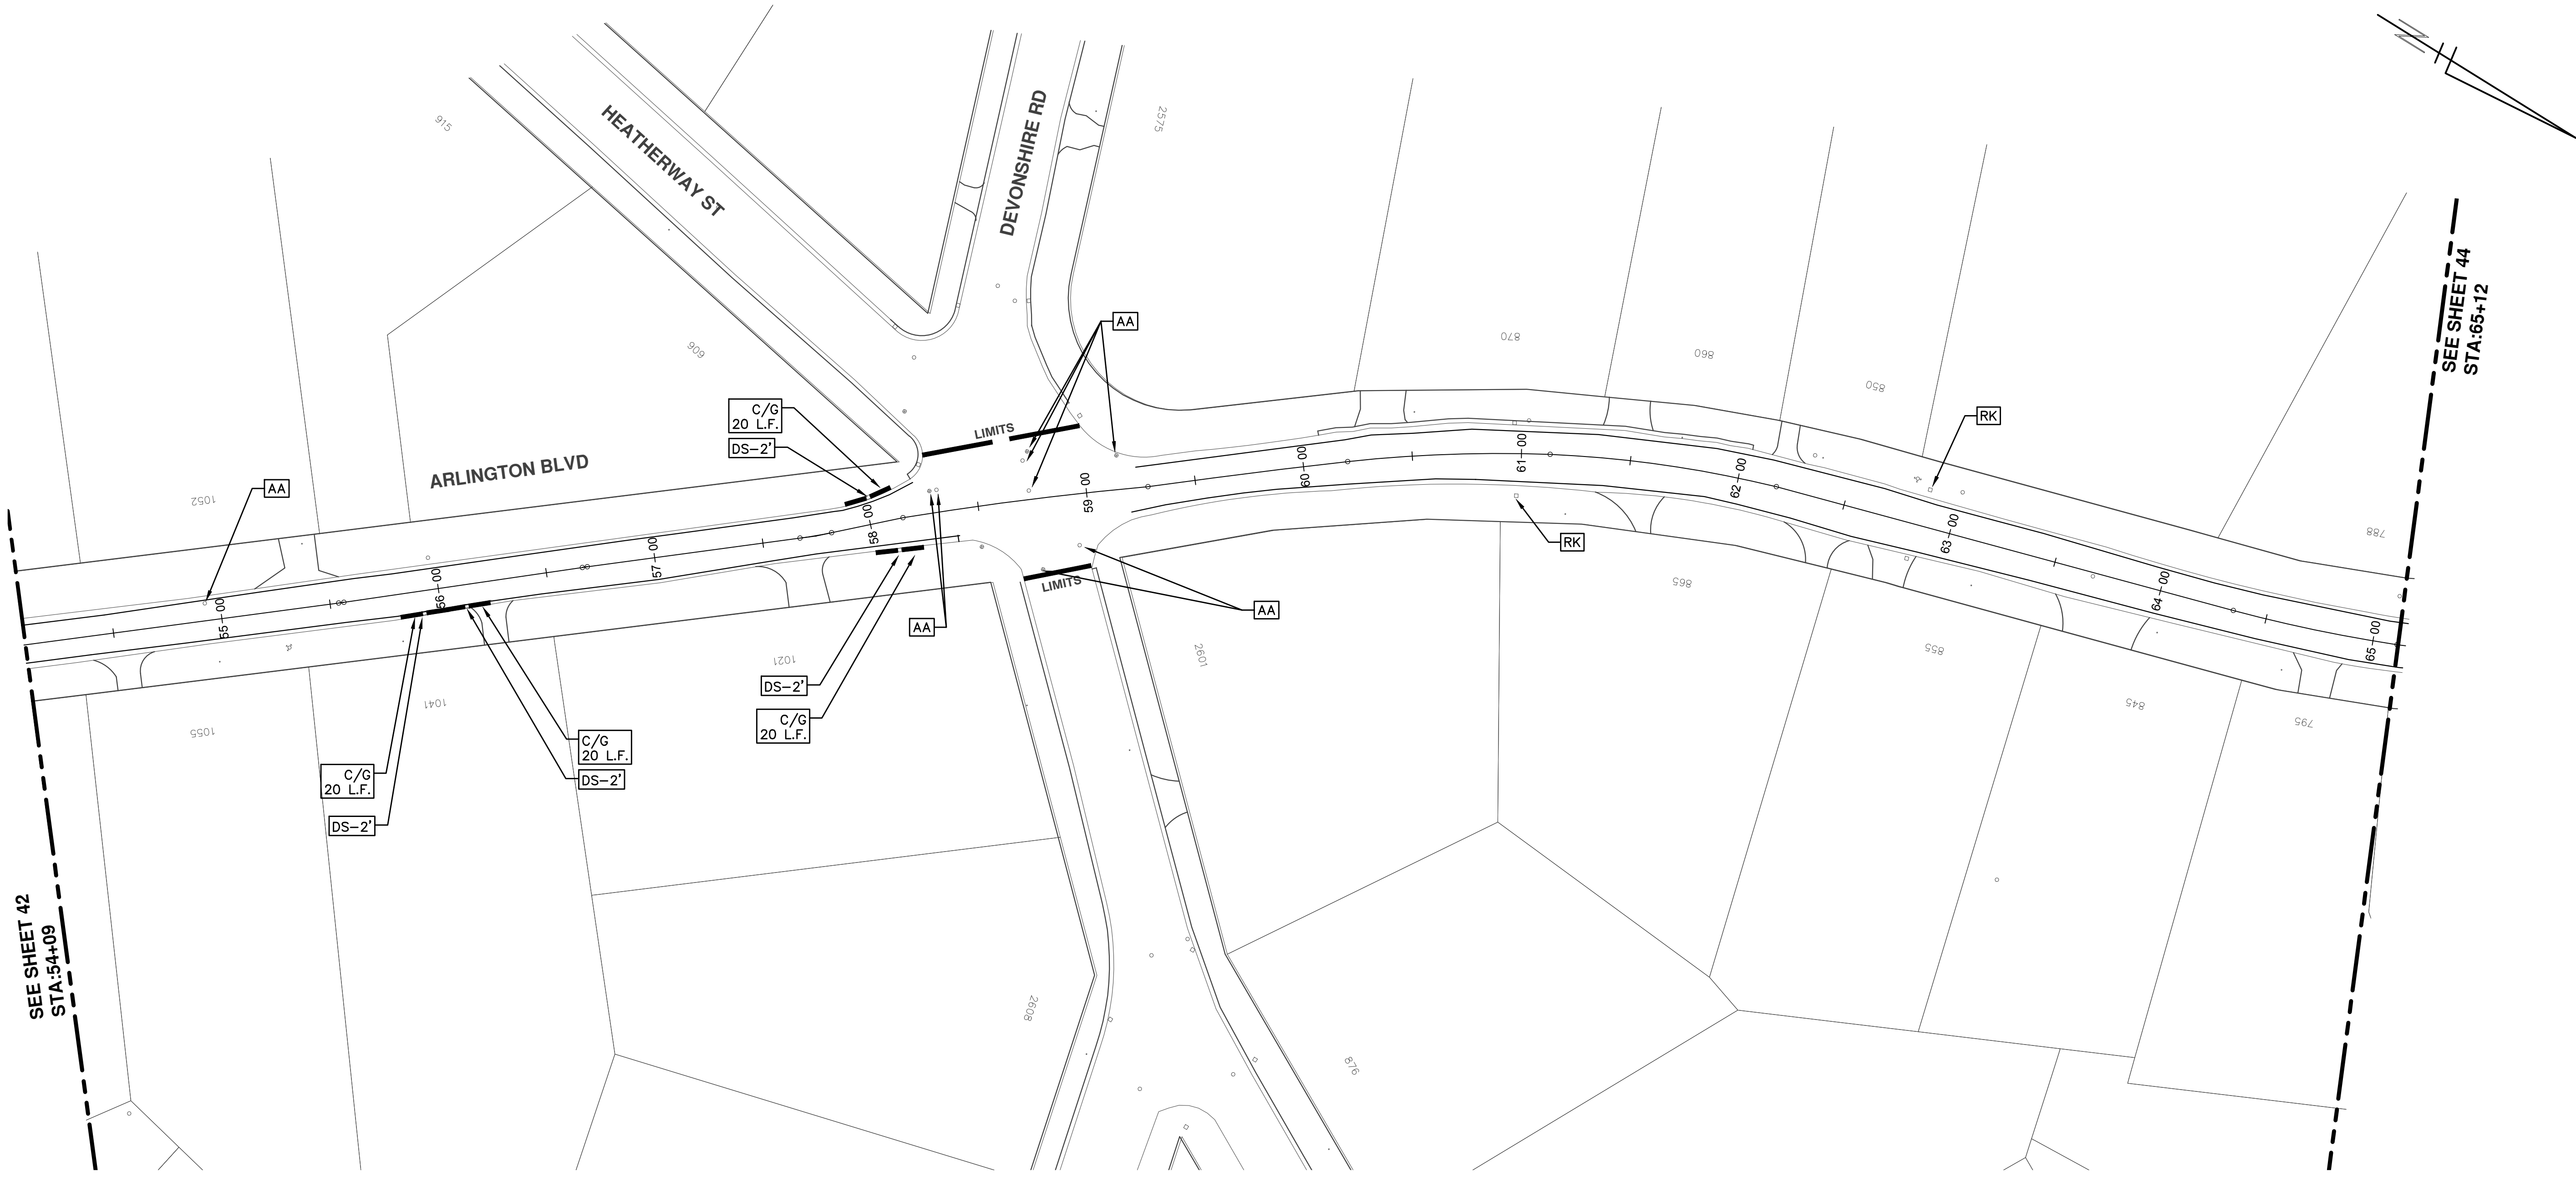 HEATHERWAY ST
DEVONSHIRE RD
N
915
2575
SEE SHEET 44
STA:65+12
606
870
860
850
AA
C/G
20 L.F.
DS-2'
LIMITS
ARLINGTON BLVD
RK
1052
AA
788
55+00
56+00
57+00
58+00
59+00
60+00
61+00
62+00
63+00
64+00
65+00
RK
LIMITS
AA
AA
865
855
845
795
1021
2601
DS-2'
C/G
20 L.F.
1041
1055
C/G
20 L.F.
DS-2'
C/G
20 L.F.
DS-2'
SEE SHEET 42
STA:54+09
2608
876